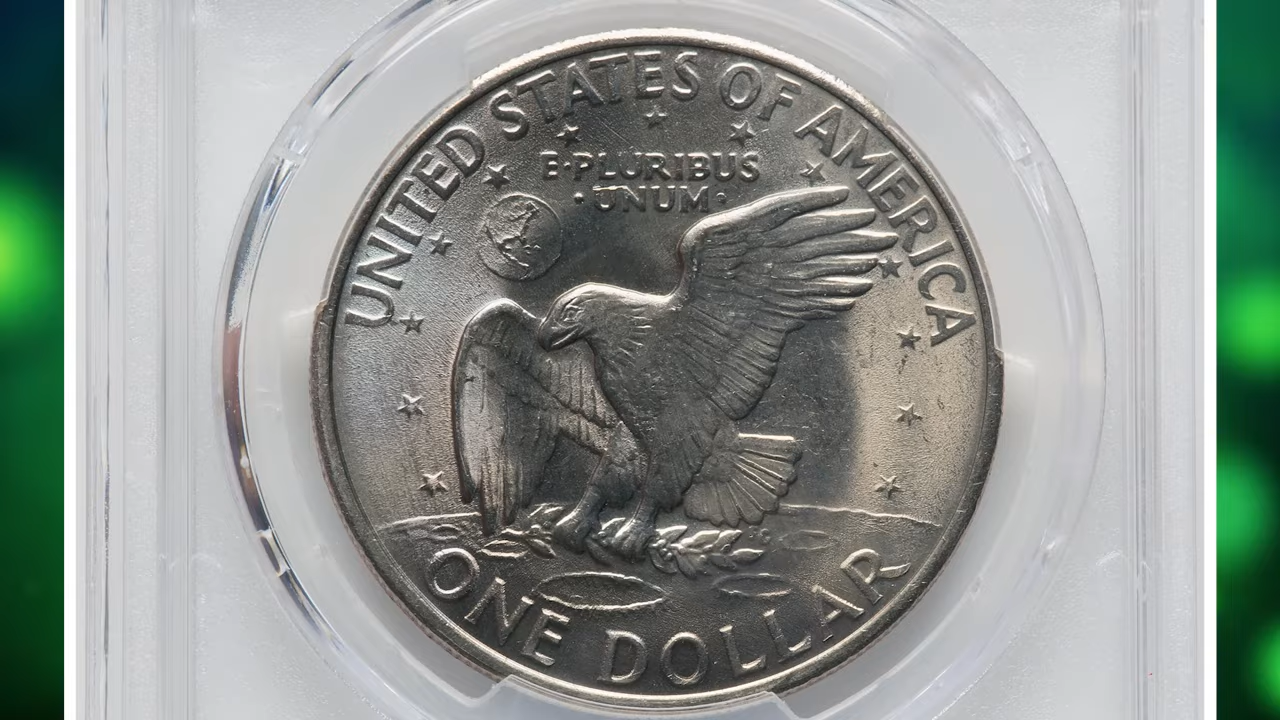 UNITED STATES OF AMERICA
E·PLURIBUS
·UNUM·
ONE DOLLAR